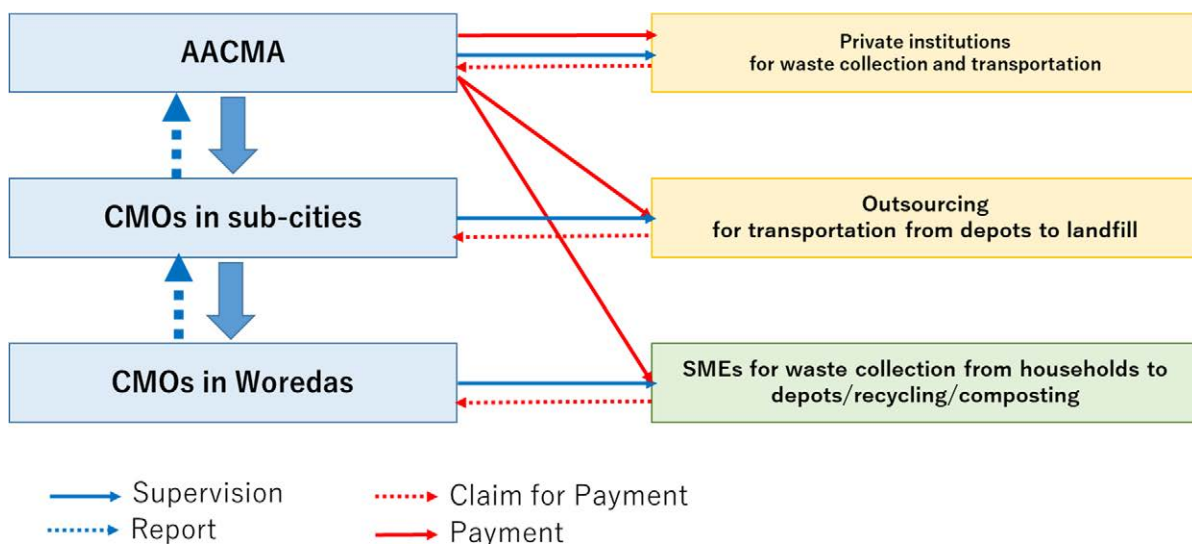 AACMA
Private institutions
for waste collection and transportation
CMOs in sub-cities
Outsourcing
for transportation from depots to landfill
CMOs in Woredas
SMEs for waste collection from households to
depots/recycling/composting
Supervision
Claim for Payment
Report
Payment